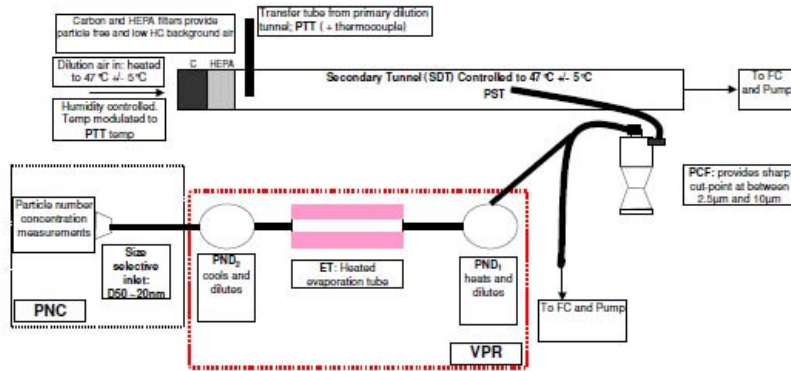 Carbon and HEPA filters provide
particle free and low HC background air
Transfer tube from primary dilution
tunnel; PTT ( + thermocouple)
Dilution air in: heated
to 47 °C +/- 5°C
C HEPA
Secondary Tunnel (SDT) Controlled to 47 °C +/- 5°C
PST
To FC
and Pump
Humidity controlled.
Temp modulated to
PTT temp
PCF: provides sharp
cut-point at between
2.5µm and 10µm
Particle number
concentration
measurements
Size
selective
inlet:
D50 ~20nm
PNC
PND2
cools and
dilutes
ET: Heated
evaporation tube
PND1
heats and
dilutes
VPR
To FC and Pump